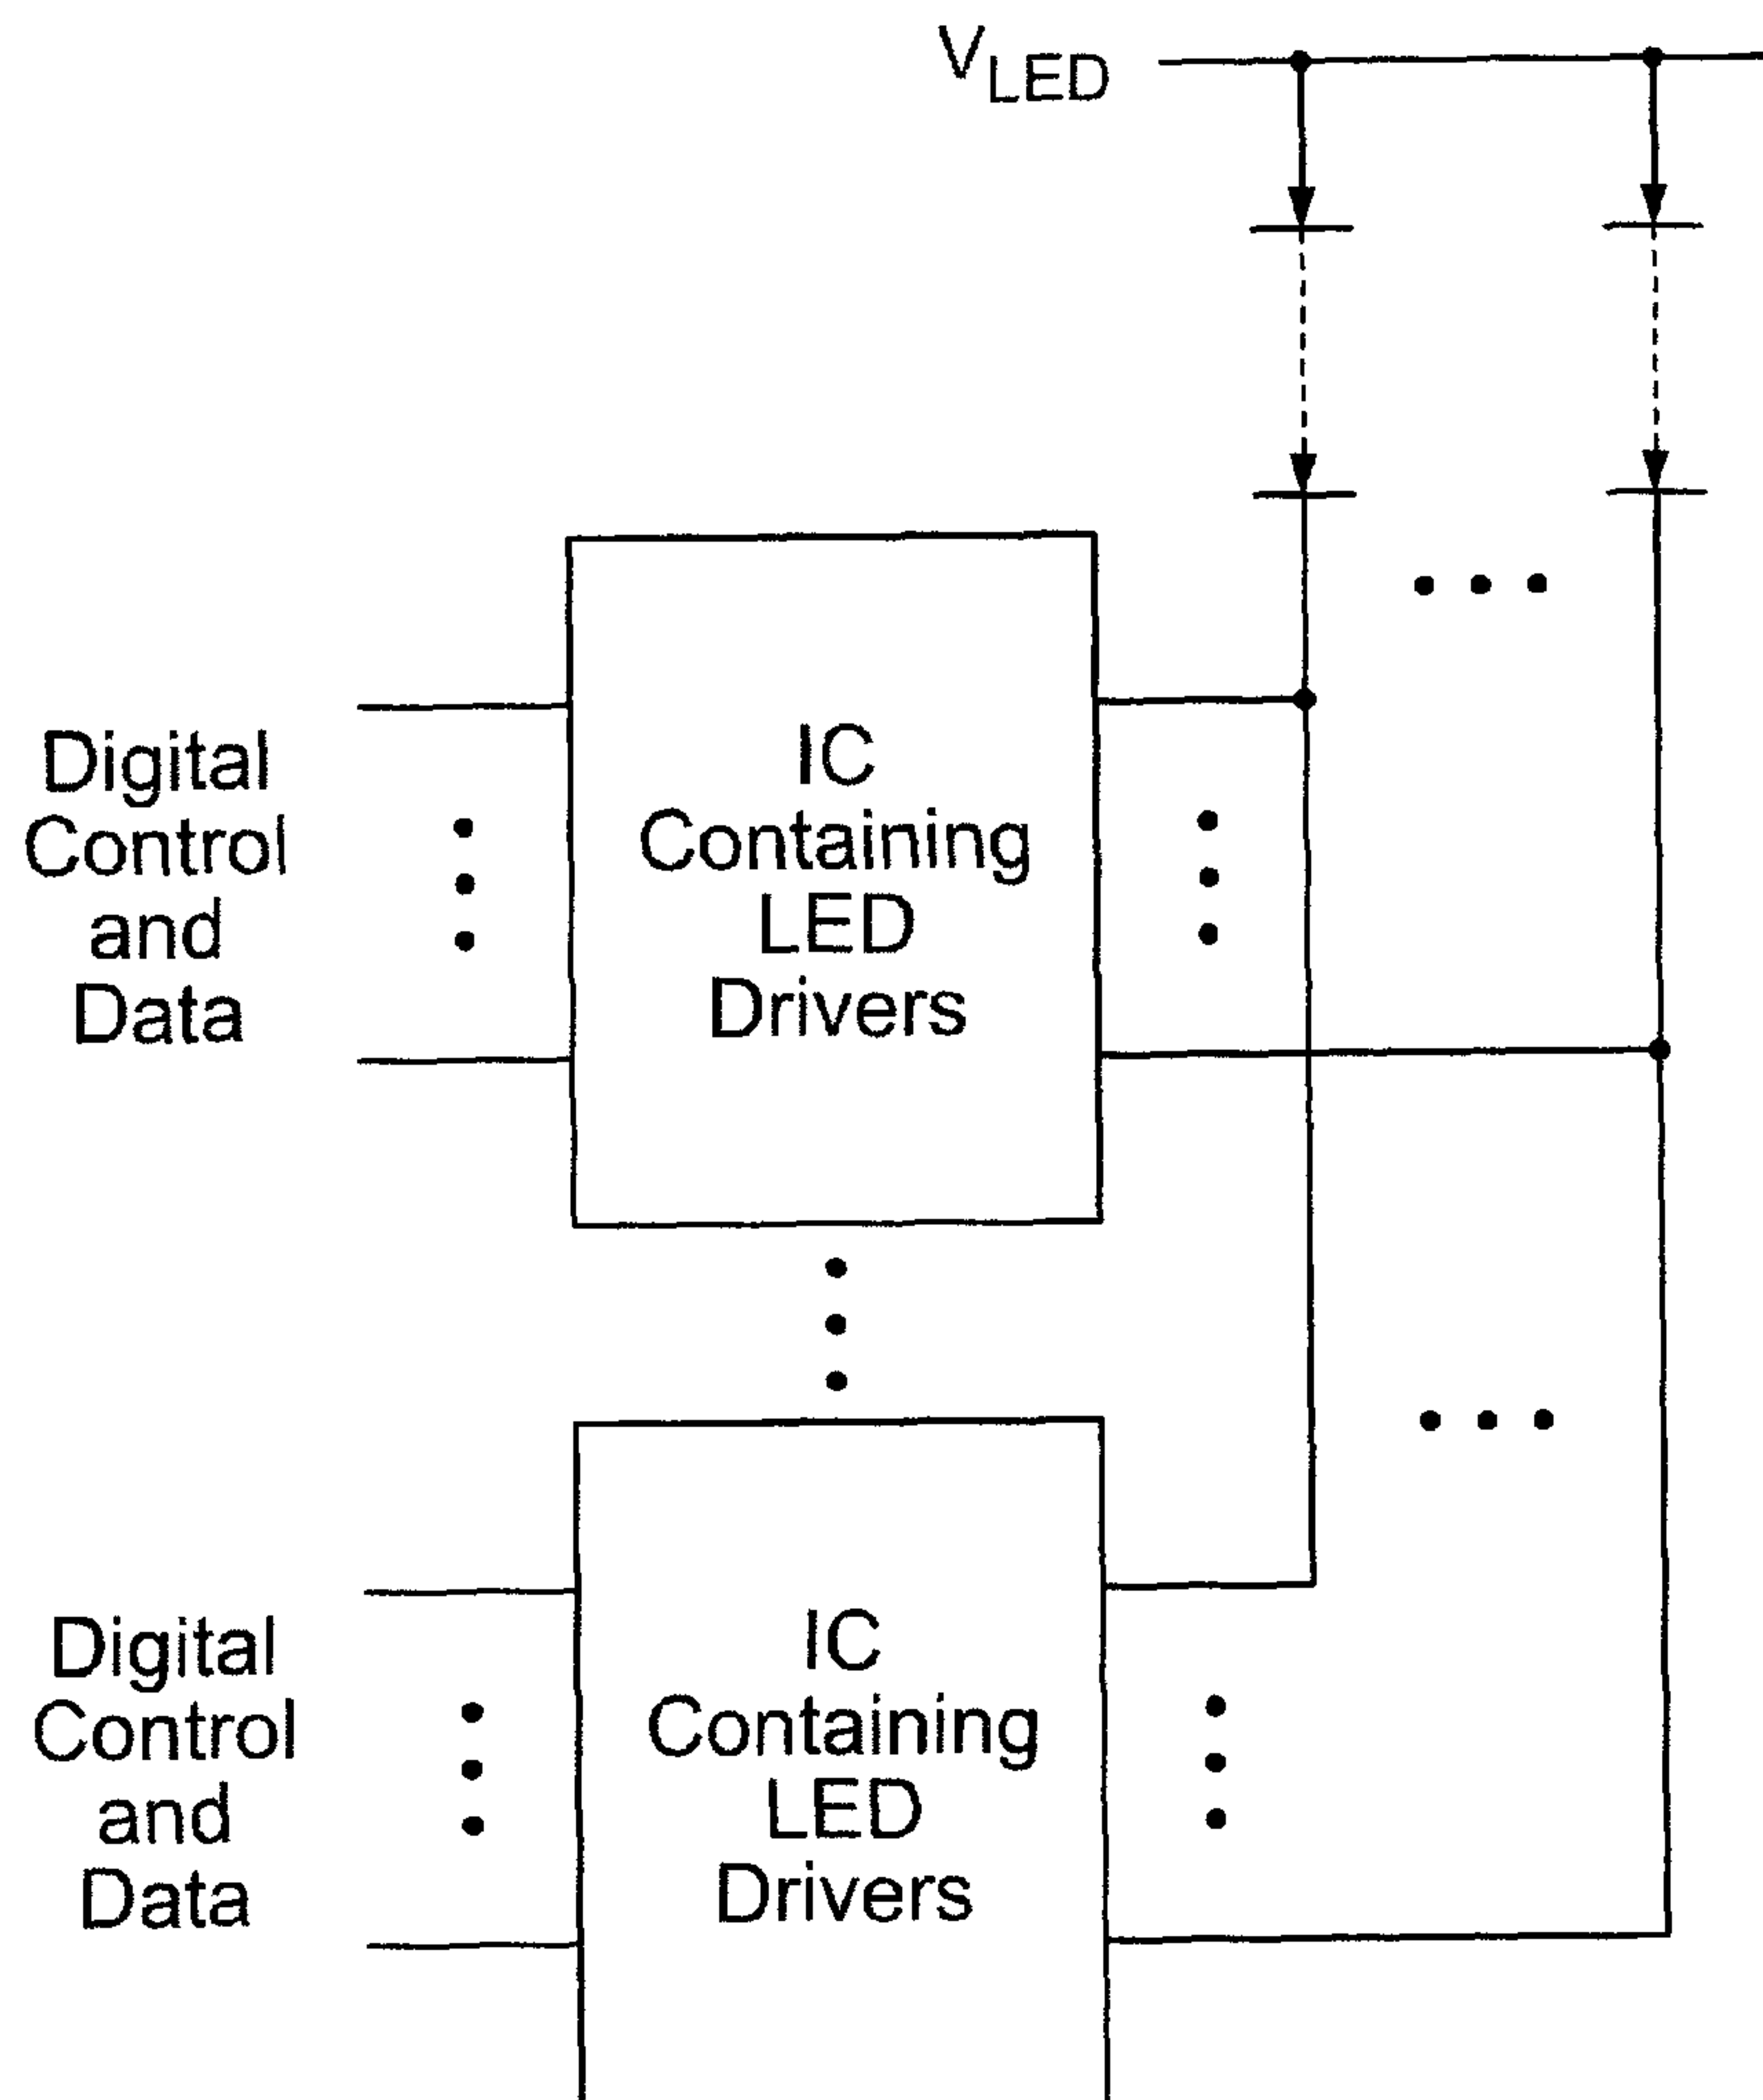 VLED
Digital
Control
and
Data
IC
Containing
LED
Drivers
Digital
Control
and
Data
IC
Containing
LED
Drivers